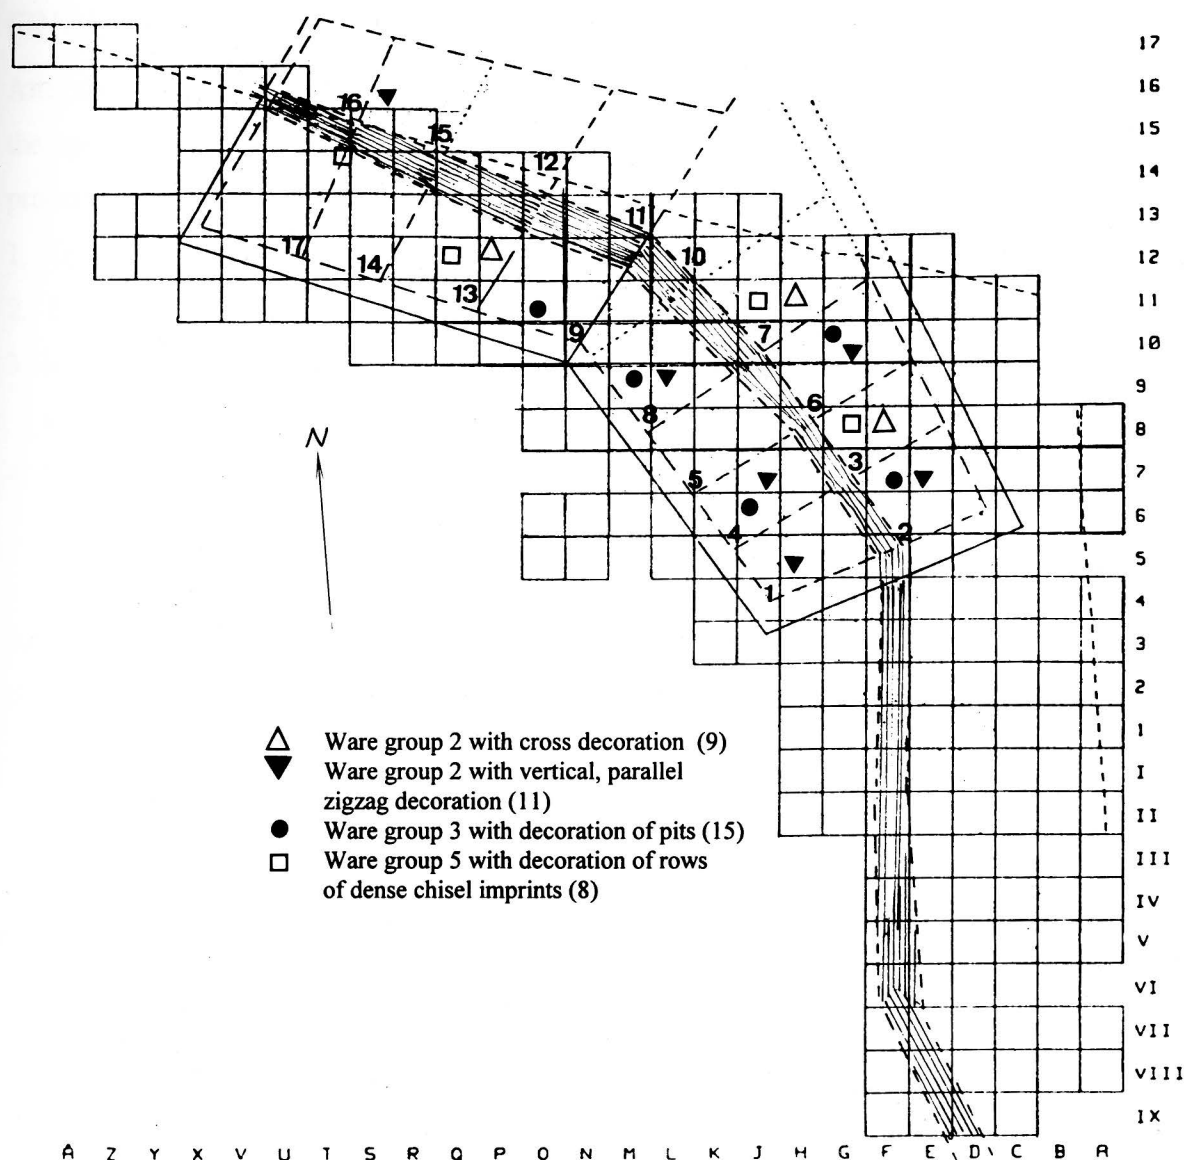 17
16
15
14
13
12
11
10
9
8
7
6
5
4
3
2
1
I
II
III
IV
V
VI
VII
VIII
IX
16
15
12
11
10
17
14
13
9
7
8
6
5
3
4
2
1
N
Ware group 2 with cross decoration (9)
Ware group 2 with vertical, parallel
zigzag decoration (11)
Ware group 3 with decoration of pits (15)
Ware group 5 with decoration of rows
of dense chisel imprints (8)
Å Z Y X V U T S R Q P O N M L K J H G F E D C B A